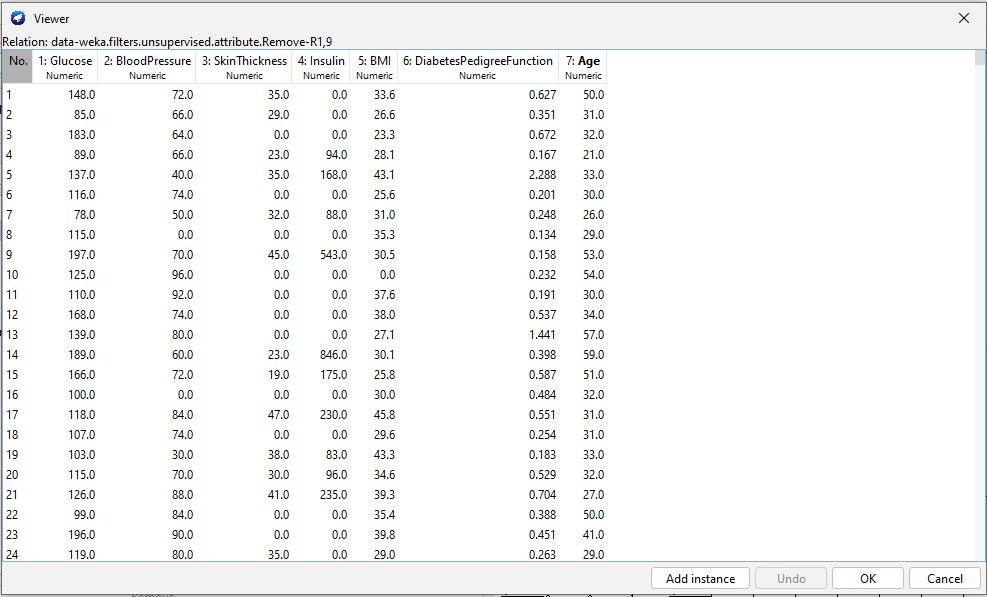 Viewer
Relation: data-weka.filters.unsupervised.attribute.Remove-R1,9
No. 1: Glucose 2: BloodPressure 3: SkinThickness 4: Insulin 5: BMI 6: DiabetesPedigreeFunction 7: Age
Numeric Numeric Numeric Numeric Numeric Numeric Numeric
1 148.0 72.0 35.0 0.0 33.6 0.627 50.0
2 85.0 66.0 29.0 0.0 26.6 0.351 31.0
3 183.0 64.0 0.0 0.0 23.3 0.672 32.0
4 89.0 66.0 23.0 94.0 28.1 0.167 21.0
5 137.0 40.0 35.0 168.0 43.1 2.288 33.0
6 116.0 74.0 0.0 0.0 25.6 0.201 30.0
7 78.0 50.0 32.0 88.0 31.0 0.248 26.0
8 115.0 0.0 0.0 0.0 35.3 0.134 29.0
9 197.0 70.0 45.0 543.0 30.5 0.158 53.0
10 125.0 96.0 0.0 0.0 0.0 0.232 54.0
11 110.0 92.0 0.0 0.0 37.6 0.191 30.0
12 168.0 74.0 0.0 0.0 38.0 0.537 34.0
13 139.0 80.0 0.0 0.0 27.1 1.441 57.0
14 189.0 60.0 23.0 846.0 30.1 0.398 59.0
15 166.0 72.0 19.0 175.0 25.8 0.587 51.0
16 100.0 0.0 0.0 0.0 30.0 0.484 32.0
17 118.0 84.0 47.0 230.0 45.8 0.551 31.0
18 107.0 74.0 0.0 0.0 29.6 0.254 31.0
19 103.0 30.0 38.0 83.0 43.3 0.183 33.0
20 115.0 70.0 30.0 96.0 34.6 0.529 32.0
21 126.0 88.0 41.0 235.0 39.3 0.704 27.0
22 99.0 84.0 0.0 0.0 35.4 0.388 50.0
23 196.0 90.0 0.0 0.0 39.8 0.451 41.0
24 119.0 80.0 35.0 0.0 29.0 0.263 29.0
Add instance Undo OK Cancel